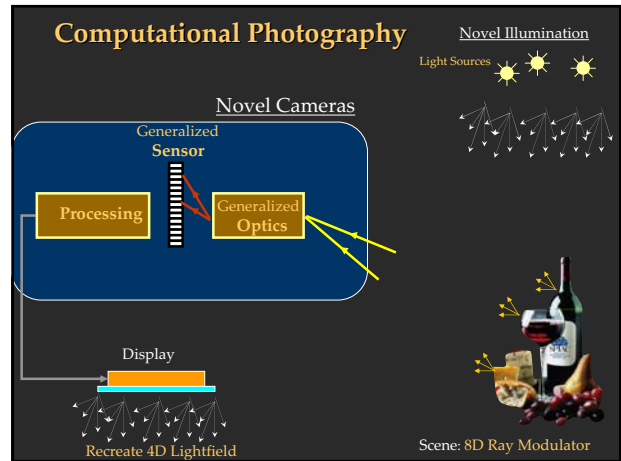 Computational Photography
Novel Illumination
Light Sources
Novel Cameras
Generalized
Sensor
Processing
Generalized
Optics
Display
Recreate 4D Lightfield
Scene: 8D Ray Modulator